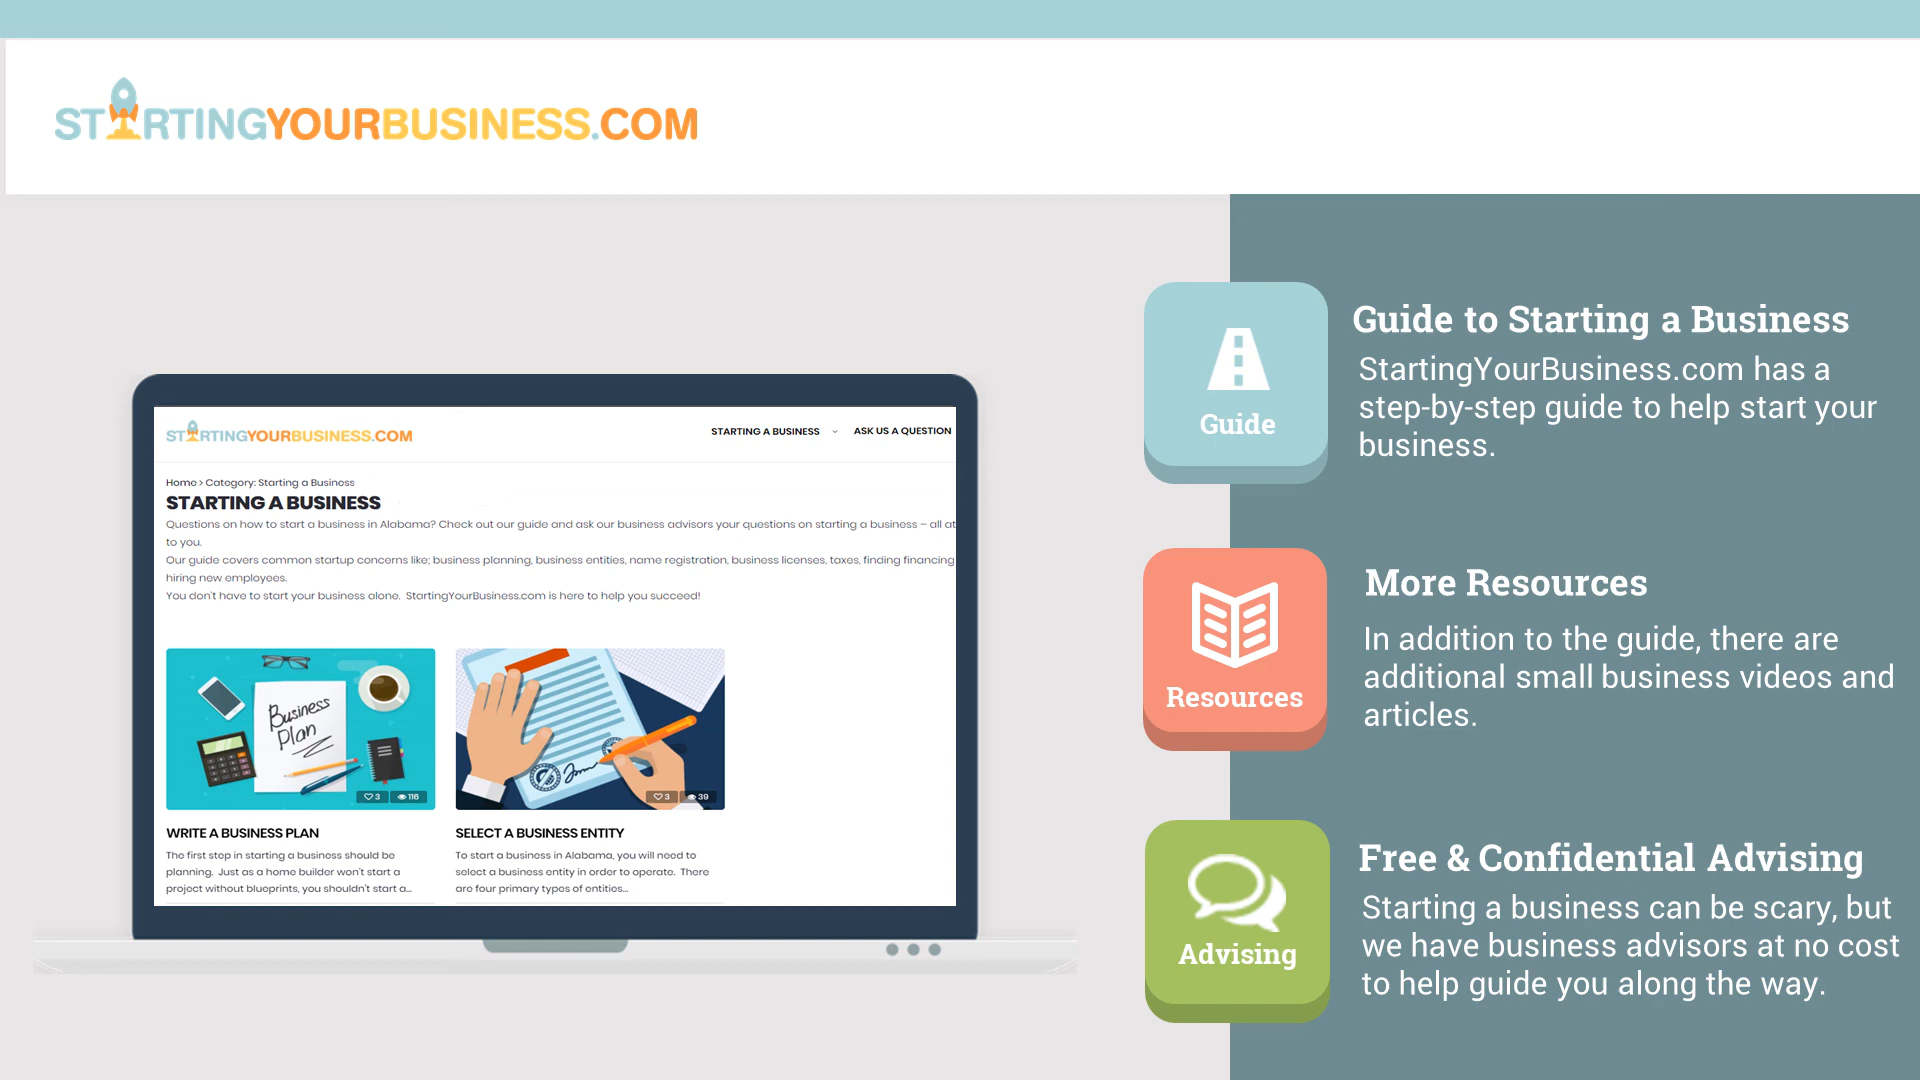 STARTINGYOURBUSINESS.COM
STARTINGYOURBUSINESS.COM
STARTING A BUSINESS
ASK US A QUESTION
Home > Category: Starting a Business
STARTING A BUSINESS
Questions on how to start a business in Alabama? Check out our guide and ask our business advisors your questions on starting a business – all at
to you.
Our guide covers common startup concerns like; business planning, business entities, name registration, business licenses, taxes, finding financing
hiring new employees.
You don't have to start your business alone. StartingYourBusiness.com is here to help you succeed!
Business
Plan
3
116
3
39
WRITE A BUSINESS PLAN
The first step in starting a business should be
planning. Just as a home builder won't start a
project without blueprints, you shouldn't start a...
SELECT A BUSINESS ENTITY
To start a business in Alabama, you will need to
select a business entity in order to operate. There
are four primary types of entities...
Guide
Guide to Starting a Business
StartingYourBusiness.com has a
step-by-step guide to help start your
business.
Resources
More Resources
In addition to the guide, there are
additional small business videos and
articles.
Advising
Free & Confidential Advising
Starting a business can be scary, but
we have business advisors at no cost
to help guide you along the way.